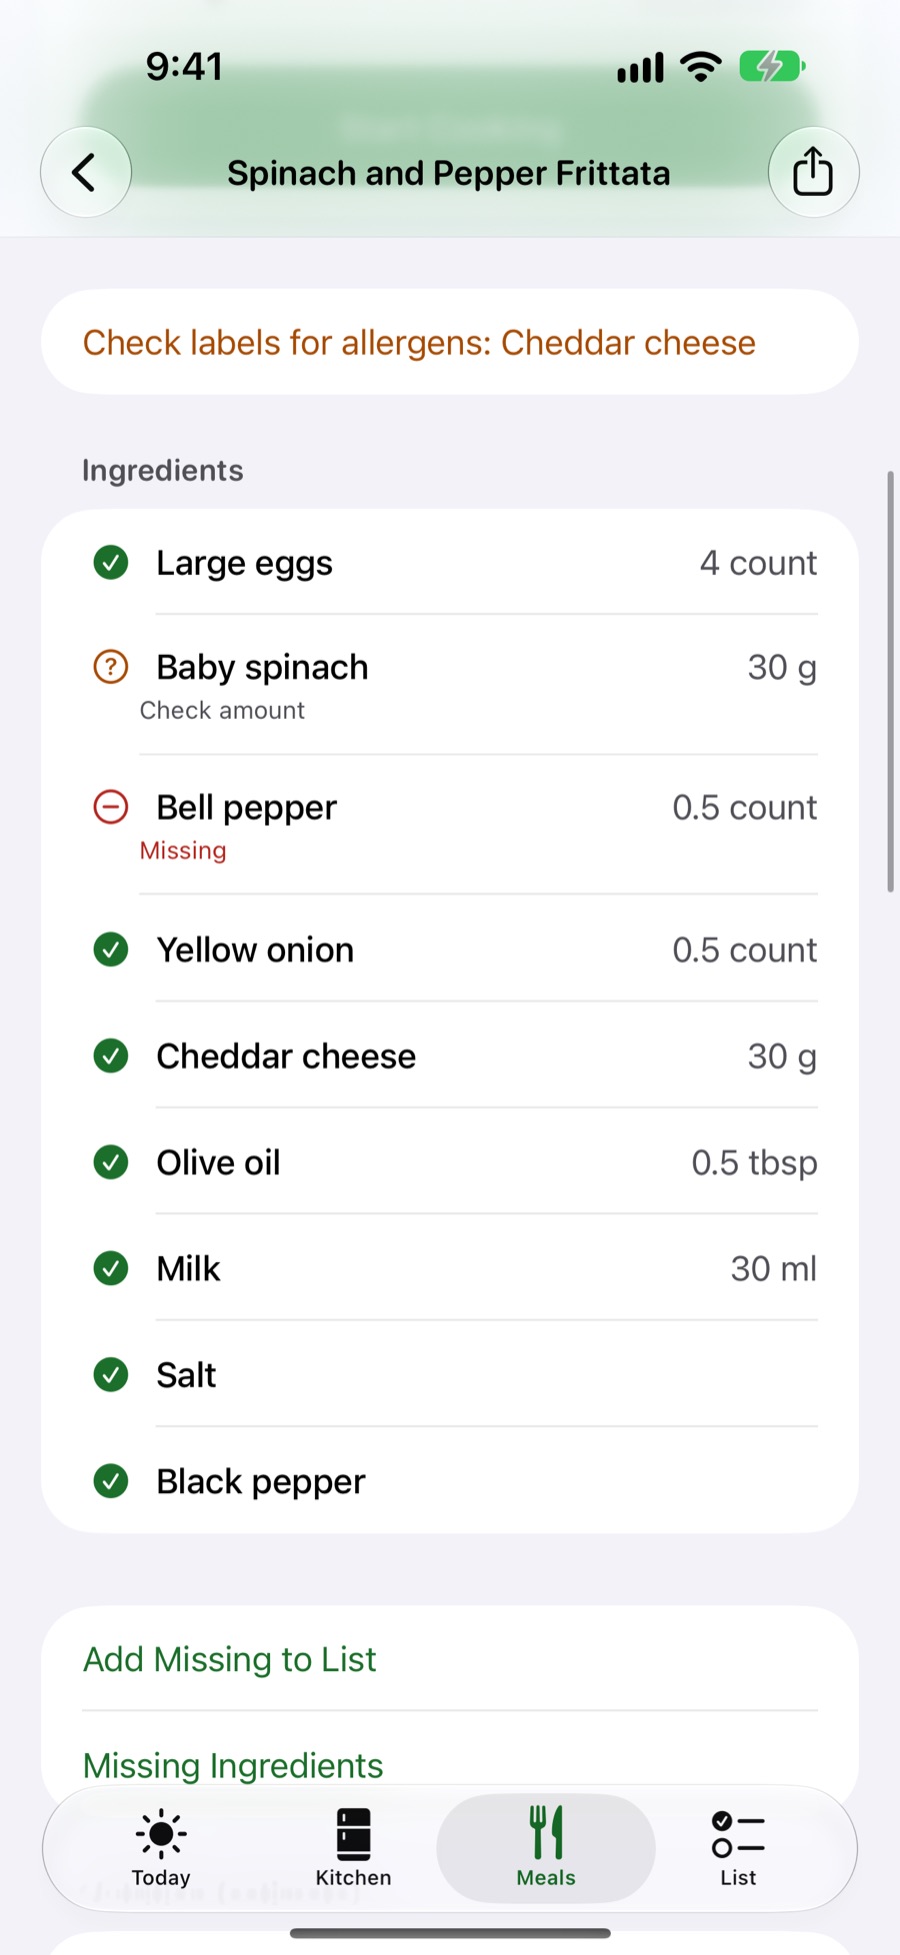 9:41
Spinach and Pepper Frittata
Check labels for allergens: Cheddar cheese
Ingredients
Large eggs 4 count
Baby spinach 30 g
Check amount
Bell pepper 0.5 count
Missing
Yellow onion 0.5 count
Cheddar cheese 30 g
Olive oil 0.5 tbsp
Milk 30 ml
Salt
Black pepper
Add Missing to List
Missing Ingredients
Today Kitchen Meals List